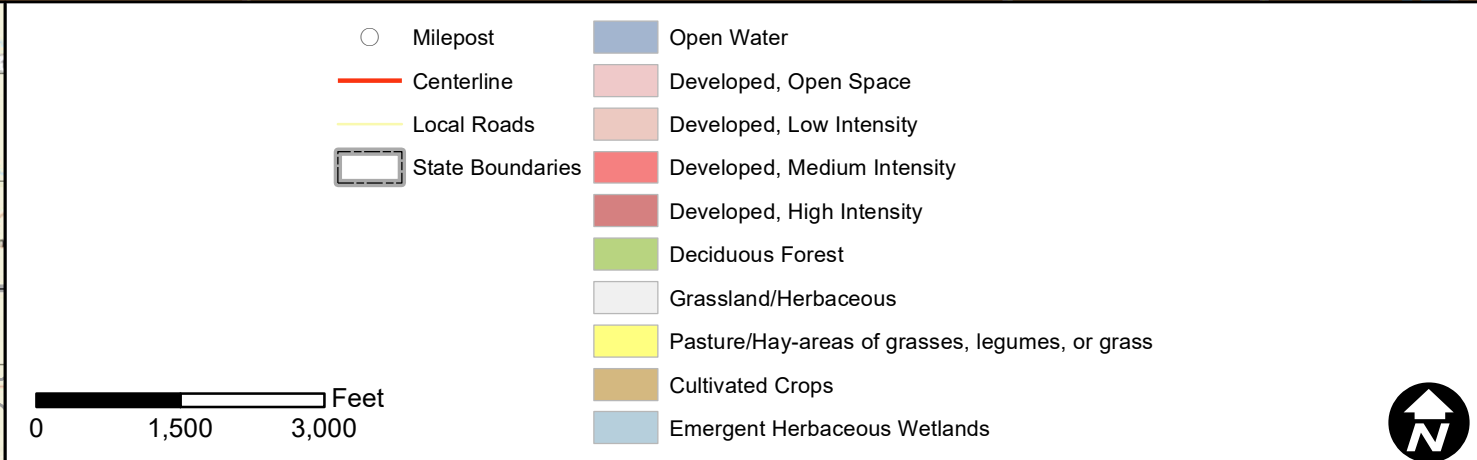 Milepost
Centerline
Local Roads
State Boundaries
Open Water
Developed, Open Space
Developed, Low Intensity
Developed, Medium Intensity
Developed, High Intensity
Deciduous Forest
Grassland/Herbaceous
Pasture/Hay-areas of grasses, legumes, or grass
Cultivated Crops
Emergent Herbaceous Wetlands
Feet
0 1,500 3,000
N